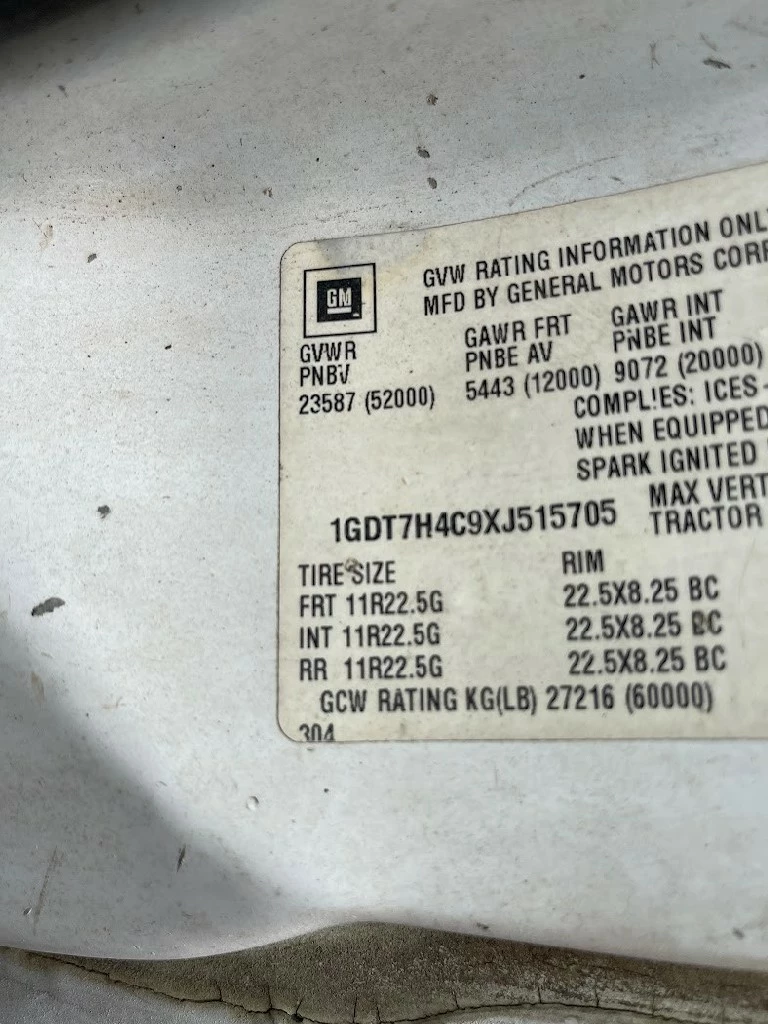 GVW RATING INFORMATION ONLY
MFD BY GENERAL MOTORS CORP
GM
GVWR GAWR FRT GAWR INT
PNBV PNBE AV PNBE INT
23587 (52000) 5443 (12000) 9072 (20000)
COMPLIES: ICES-
WHEN EQUIPPED
SPARK IGNITED
1GDT7H4C9XJ515705 MAX VERT
TRACTOR
TIRE SIZE RIM
FRT 11R22.5G 22.5X8.25 BC
INT 11R22.5G 22.5X8.25 BC
RR 11R22.5G 22.5X8.25 BC
GCW RATING KG(LB) 27216 (60000)
304